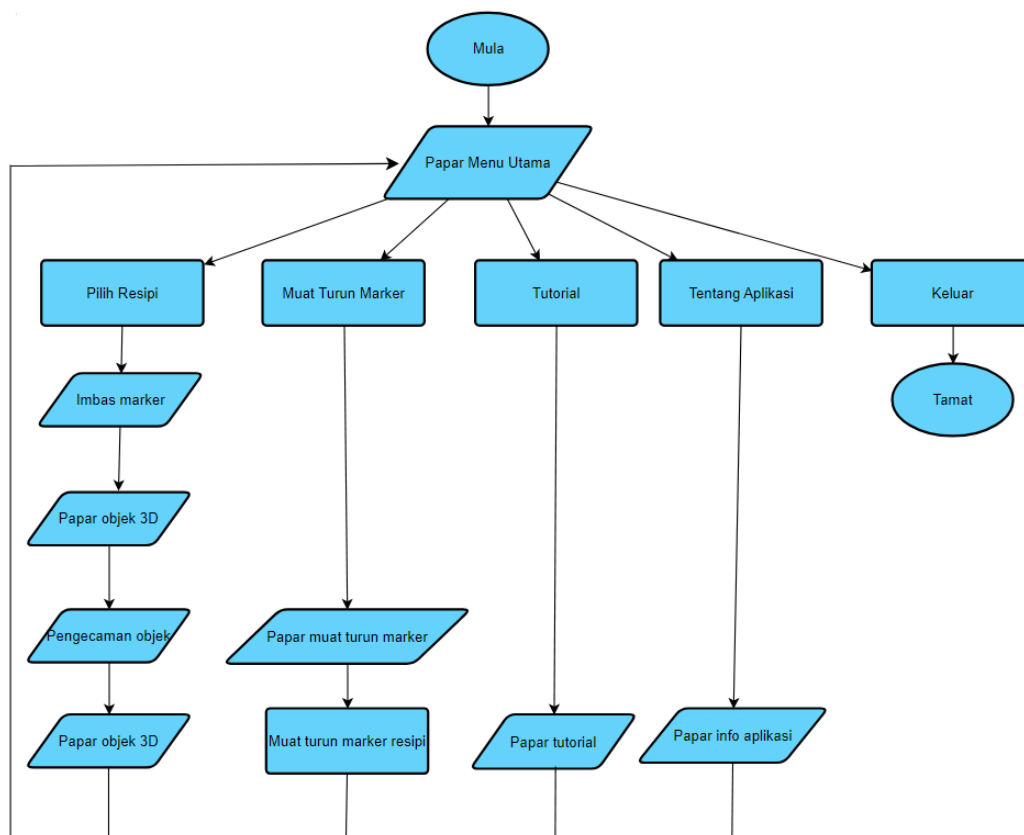 Mula
Papar Menu Utama
Pilih Resipi
Muat Turun Marker
Tutorial
Tentang Aplikasi
Keluar
Imbas marker
Tamat
Papar objek 3D
Pengecaman objek
Papar muat turun marker
Papar objek 3D
Muat turun marker resipi
Papar tutorial
Papar info aplikasi